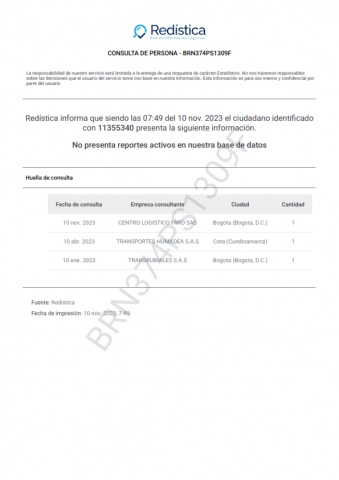 Redística
CONSULTA DE PERSONA - BRN374PS1309F
La responsabilidad de nuestro servicio está limitada a la entrega de una respuesta de carácter Estadístico. No nos hacemos responsables
sobre las decisiones que el usuario del servicio tome con base en nuestra información. Esta información es para uso interno y confidencial por
parte del usuario.
Redística informa que siendo las 07:49 del 10 nov. 2023 el ciudadano identificado
con 11355340 presenta la siguiente información.
No presenta reportes activos en nuestra base de datos
Huella de consulta
Fecha de consulta Empresa consultante Ciudad Cantidad
10 nov. 2023 CENTRO LOGISTICO FARO SAS Bogota (Bogota, D.C.) 1
10 abr. 2023 TRANSPORTES HUMADEA S.A.S Cota (Cundinamarca) 1
10 ene. 2023 TRANSRUBIALES S.A.S Bogota (Bogota, D.C.) 1
Fuente: Redística
Fecha de impresión: 10 nov. 2023, 7:49
BRN374PS1309F